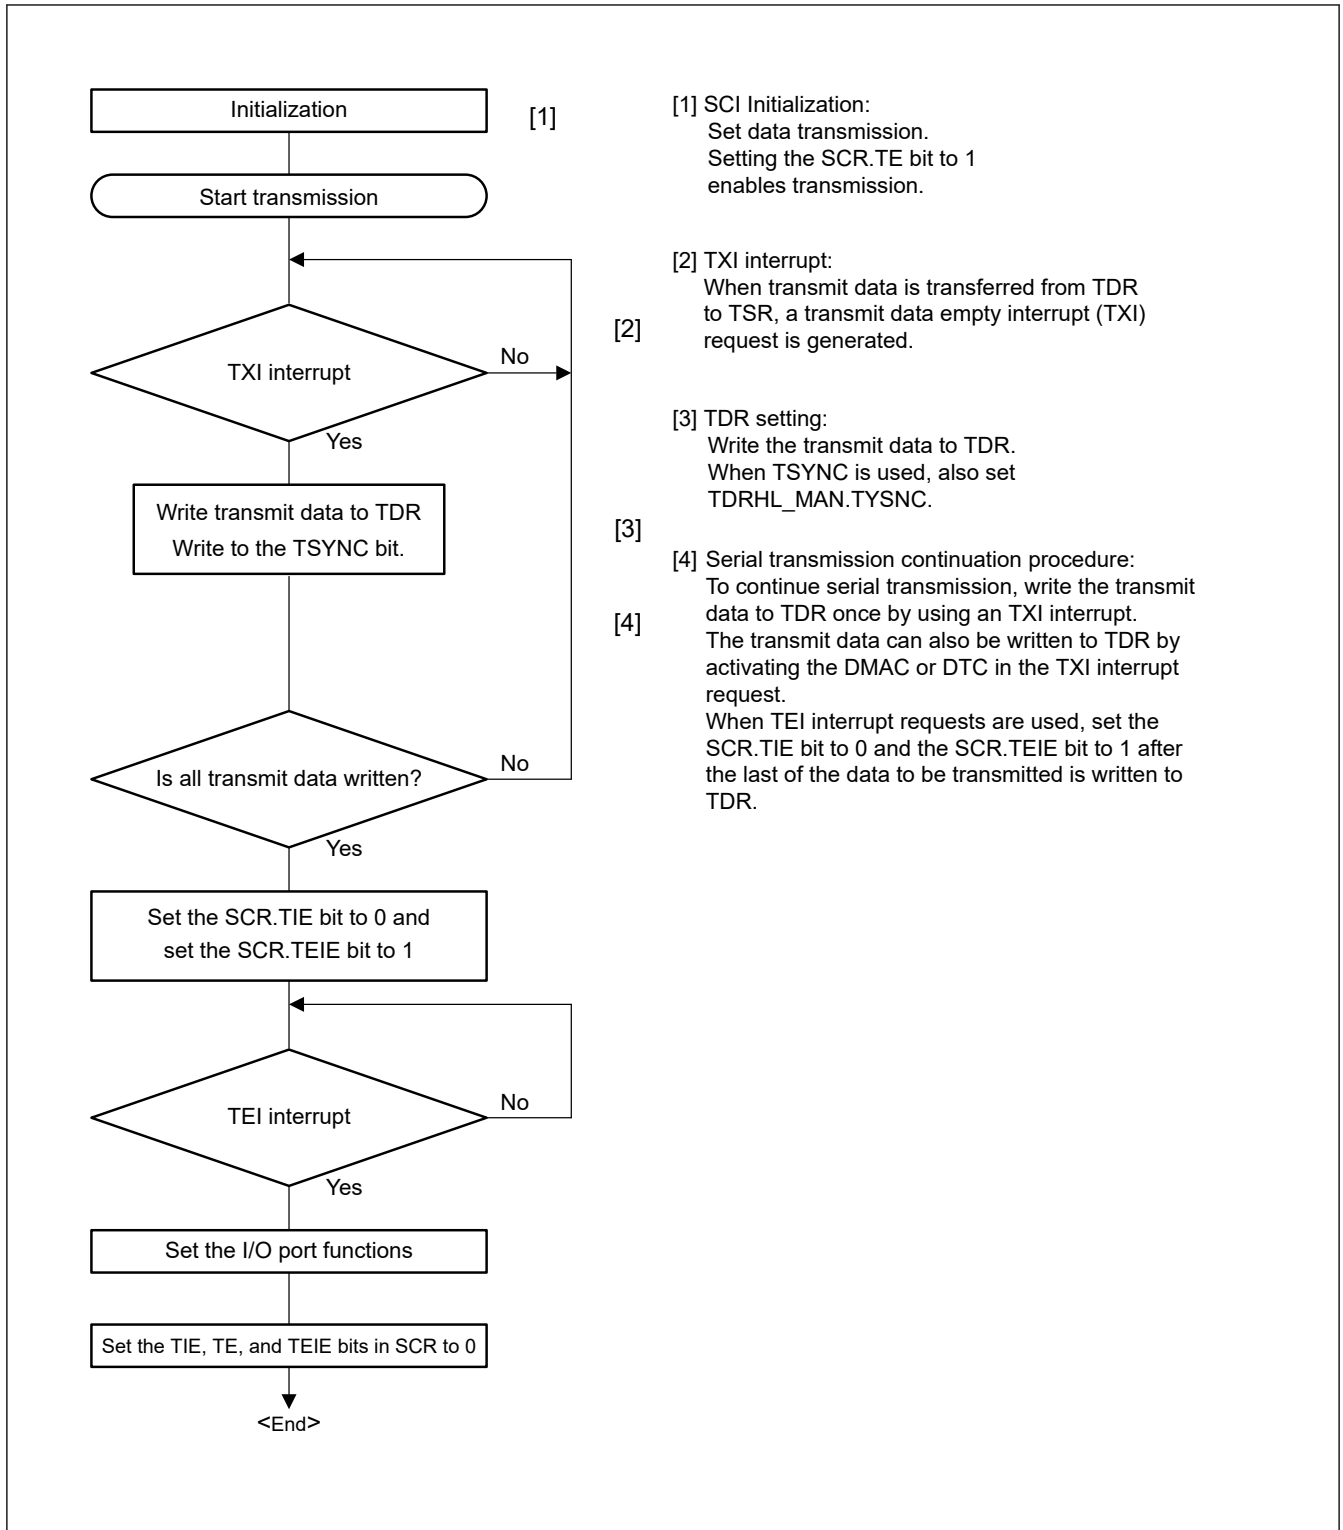 Initialization
[1]
Start transmission
TXI interrupt
No
[2]
Yes
Write transmit data to TDR
Write to the TSYNC bit.
[3]
[4]
Is all transmit data written?
No
Yes
Set the SCR.TIE bit to 0 and
set the SCR.TEIE bit to 1
TEI interrupt
No
Yes
Set the I/O port functions
Set the TIE, TE, and TEIE bits in SCR to 0
<End>
[1] SCI Initialization:
Set data transmission.
Setting the SCR.TE bit to 1
enables transmission.
[2] TXI interrupt:
When transmit data is transferred from TDR
to TSR, a transmit data empty interrupt (TXI)
request is generated.
[3] TDR setting:
Write the transmit data to TDR.
When TSYNC is used, also set
TDRHL_MAN.TYSNC.
[4] Serial transmission continuation procedure:
To continue serial transmission, write the transmit
data to TDR once by using an TXI interrupt.
The transmit data can also be written to TDR by
activating the DMAC or DTC in the TXI interrupt
request.
When TEI interrupt requests are used, set the
SCR.TIE bit to 0 and the SCR.TEIE bit to 1 after
the last of the data to be transmitted is written to
TDR.